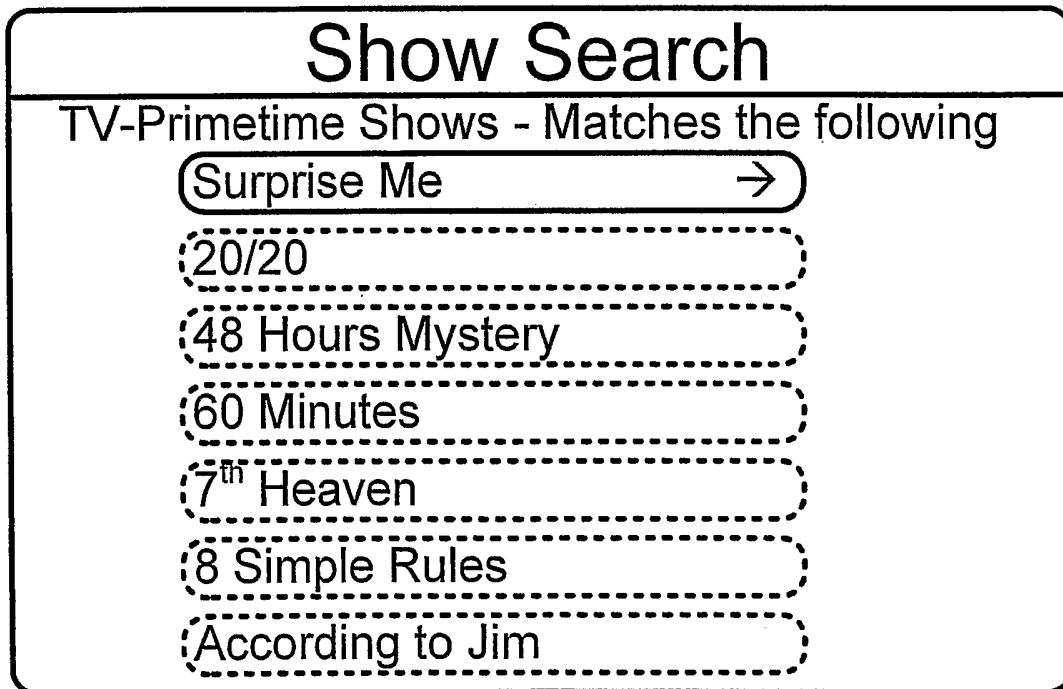 Show Search
TV-Primetime Shows - Matches the following
Surprise Me →
20/20
48 Hours Mystery
60 Minutes
7th Heaven
8 Simple Rules
According to Jim